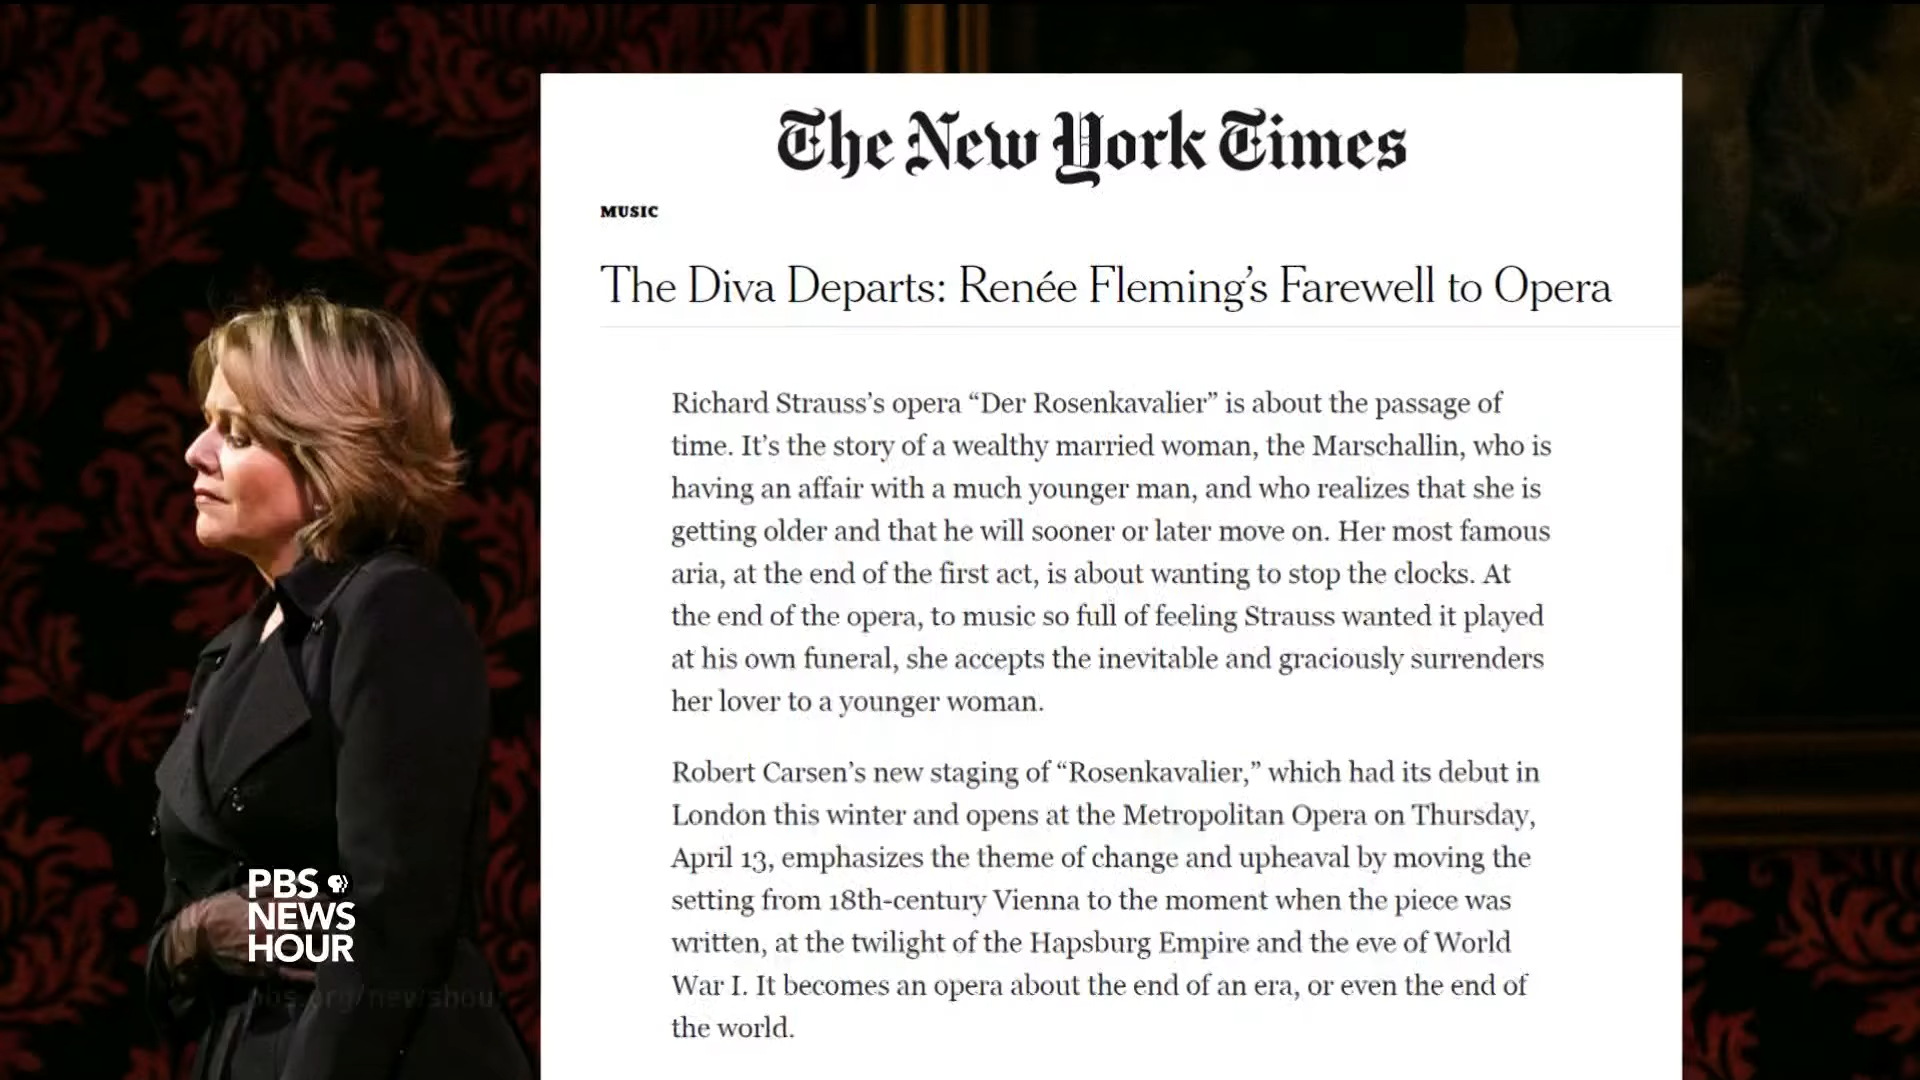 The New York Times
MUSIC
The Diva Departs: Renée Fleming's Farewell to Opera
Richard Strauss's opera “Der Rosenkavalier” is about the passage of
time. It's the story of a wealthy married woman, the Marschallin, who is
having an affair with a much younger man, and who realizes that she is
getting older and that he will sooner or later move on. Her most famous
aria, at the end of the first act, is about wanting to stop the clocks. At
the end of the opera, to music so full of feeling Strauss wanted it played
at his own funeral, she accepts the inevitable and graciously surrenders
her lover to a younger woman.
Robert Carsen's new staging of “Rosenkavalier,” which had its debut in
London this winter and opens at the Metropolitan Opera on Thursday,
April 13, emphasizes the theme of change and upheaval by moving the
setting from 18th-century Vienna to the moment when the piece was
written, at the twilight of the Hapsburg Empire and the eve of World
War I. It becomes an opera about the end of an era, or even the end of
the world.
PBS
NEWS
HOUR
pbs.org/newshour